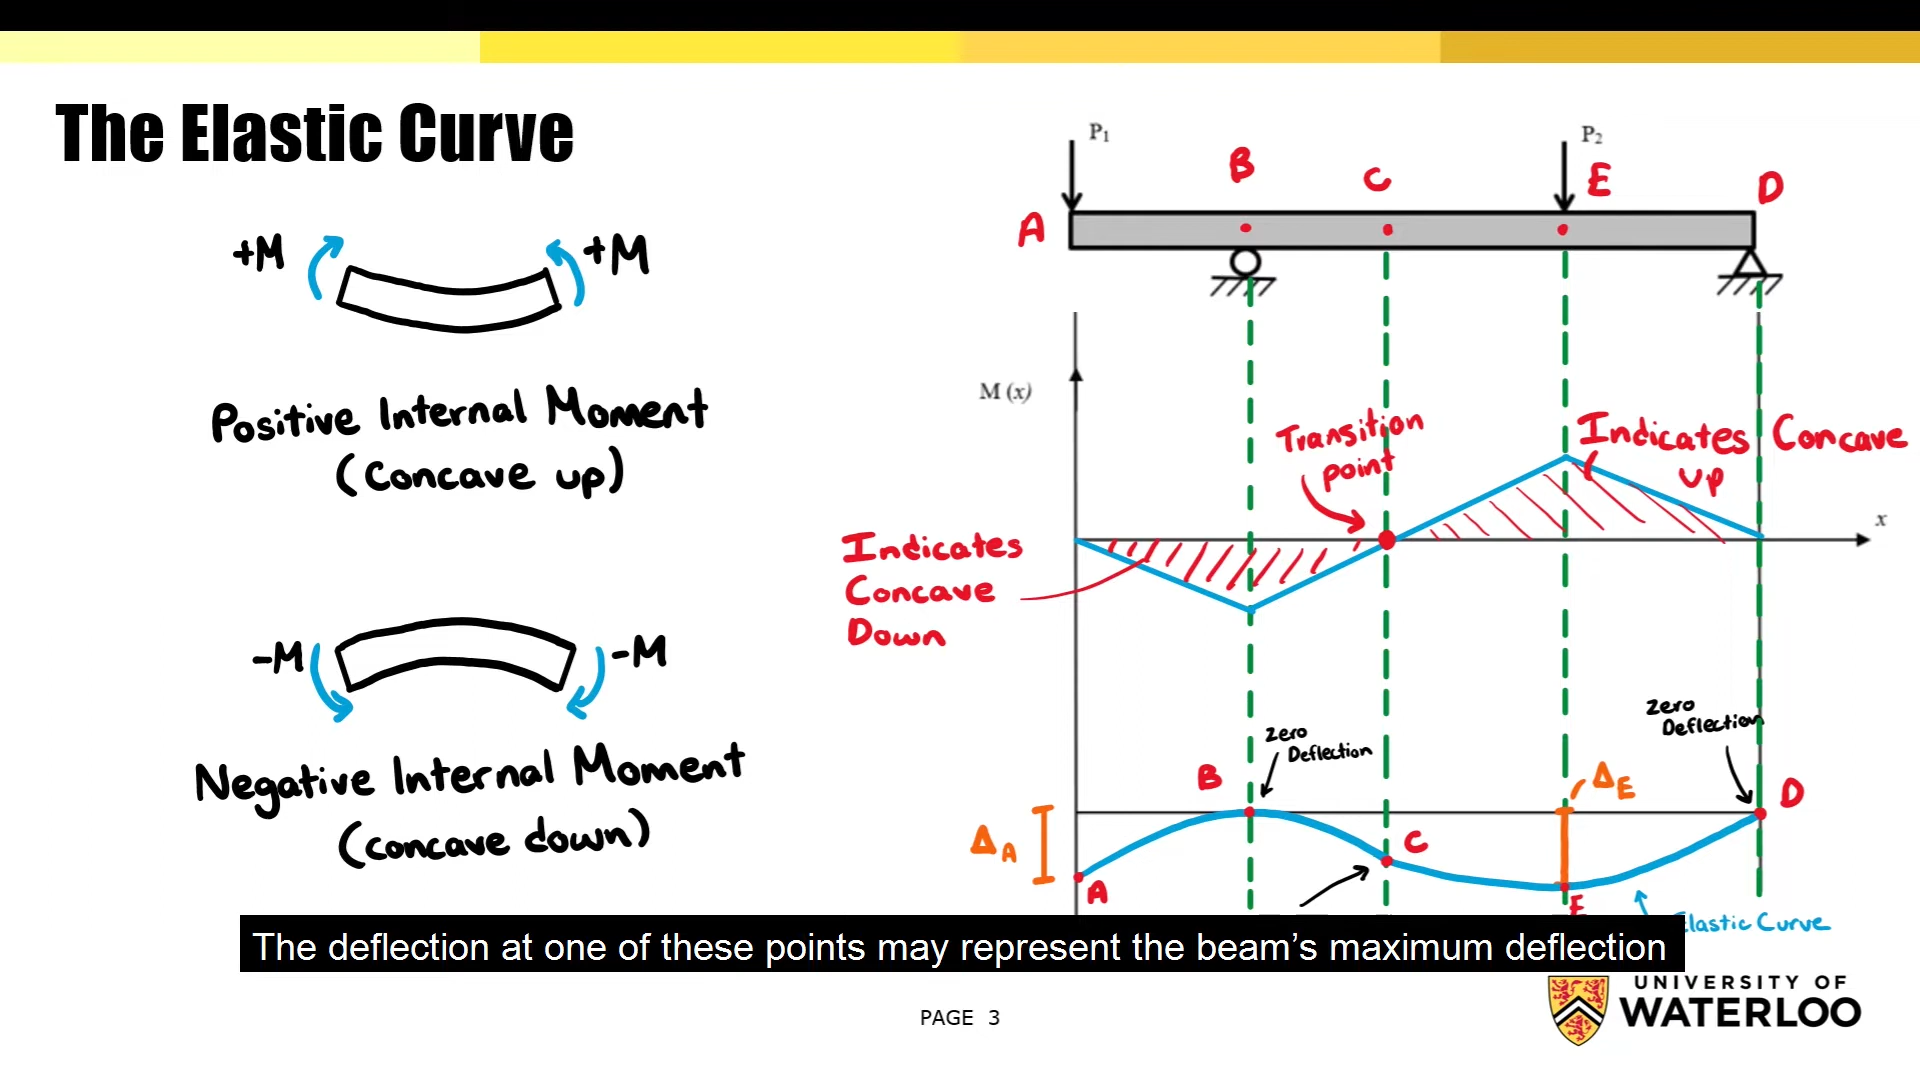 The Elastic Curve
+M
+M
Positive Internal Moment
(Concave up)
-M
-M
Negative Internal Moment
(concave down)
P1
P2
A
B
C
E
D
M (x)
Transition
point
Indicates Concave
up
x
Indicates
Concave
Down
Zero
Deflection
Zero
Deflection
B
ΔE
D
ΔA
C
A
E
Elastic Curve
The deflection at one of these points may represent the beam’s maximum deflection
PAGE 3
UNIVERSITY OF
WATERLOO